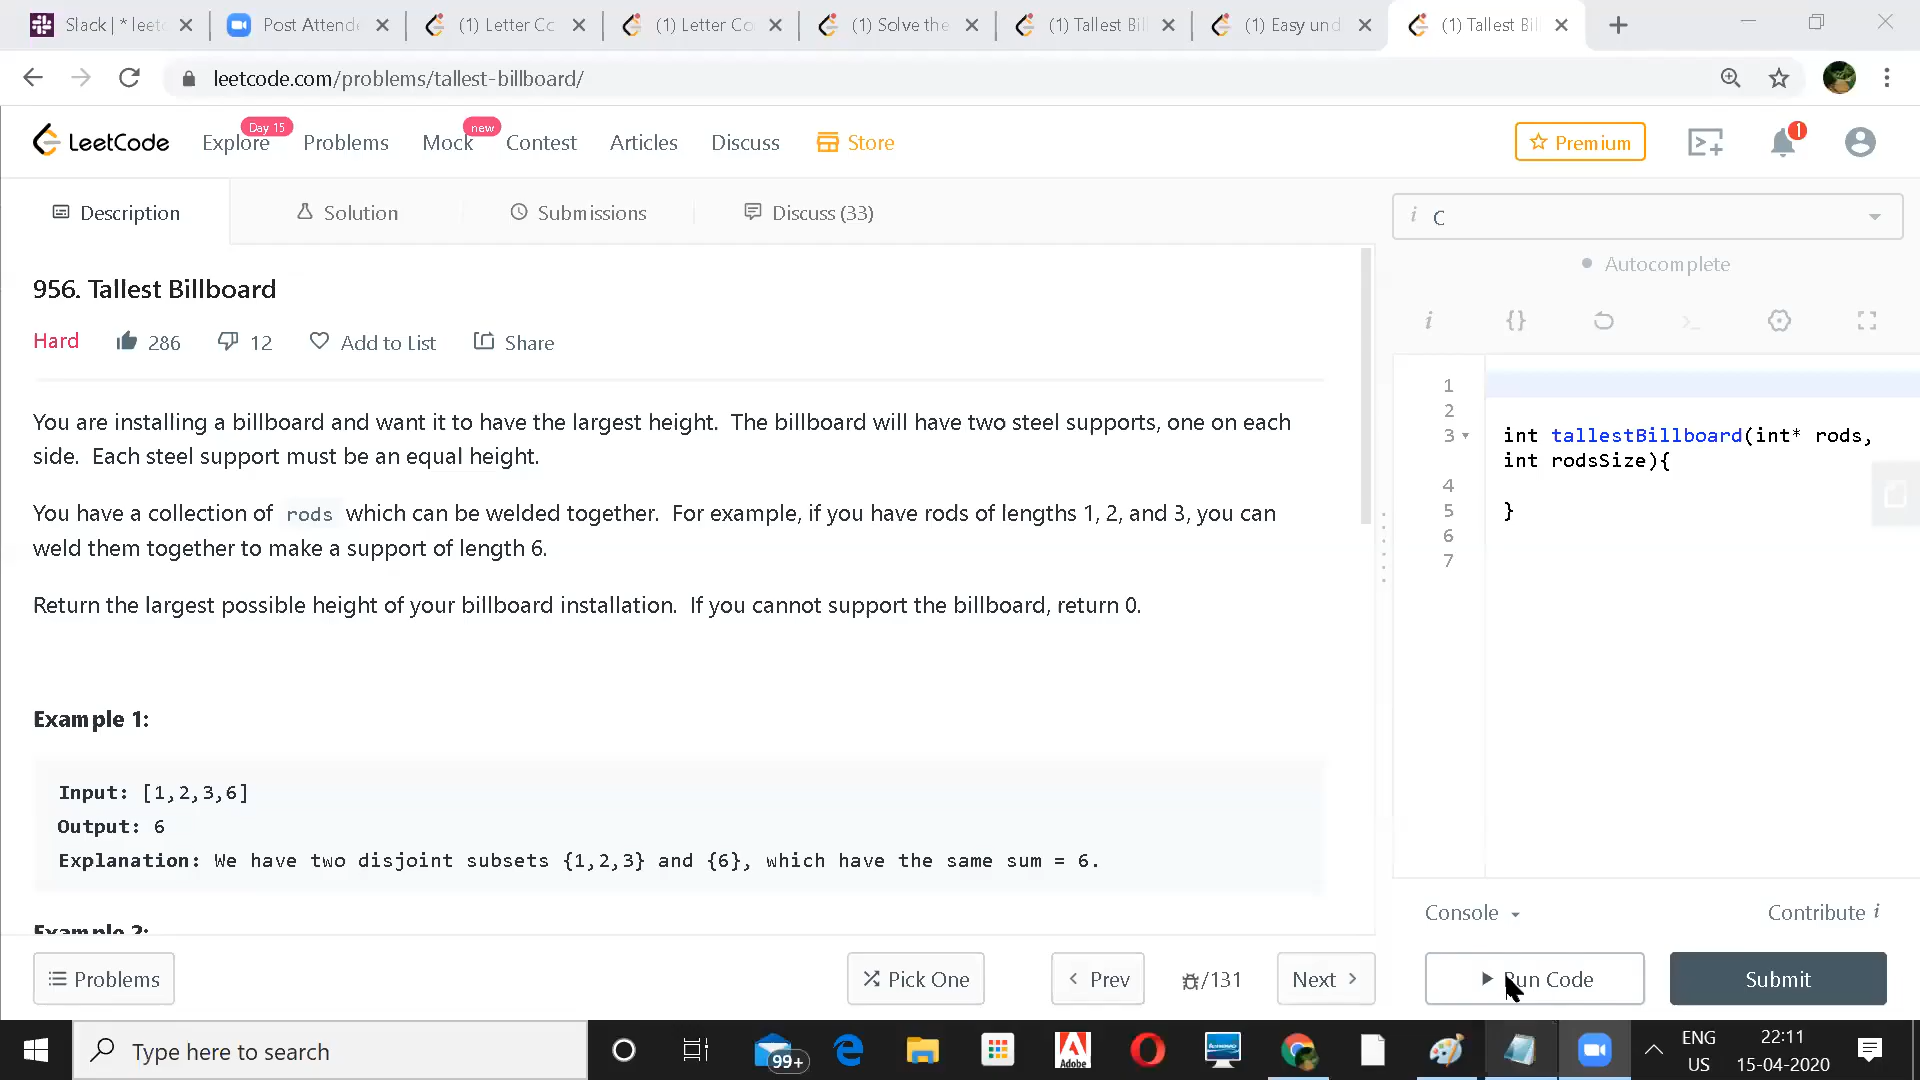 Slack | * leetc
Post Attende
(1) Letter Cc
(1) Letter Co
(1) Solve the
(1) Tallest Bil
(1) Easy und
(1) Tallest Bil
leetcode.com/problems/tallest-billboard/
LeetCode
Explore
Day 15
Problems
Mock
new
Contest
Articles
Discuss
Store
Premium
1
Description
Solution
Submissions
Discuss (33)
i C
Autocomplete
956. Tallest Billboard
Hard
286
12
Add to List
Share
i {} >_
You are installing a billboard and want it to have the largest height. The billboard will have two steel supports, one on each
side. Each steel support must be an equal height.
You have a collection of rods which can be welded together. For example, if you have rods of lengths 1, 2, and 3, you can
weld them together to make a support of length 6.
Return the largest possible height of your billboard installation. If you cannot support the billboard, return 0.
Example 1:
Input: [1,2,3,6]
Output: 6
Explanation: We have two disjoint subsets {1,2,3} and {6}, which have the same sum = 6.
Example 2:
1
2
3 int tallestBillboard(int* rods,
int rodsSize){
4
5 }
6
7
Console
Contribute i
Problems
Pick One
Prev
/131
Next
Run Code
Submit
Type here to search
99+
Adobe
Lenovo
ENG
US
22:11
15-04-2020